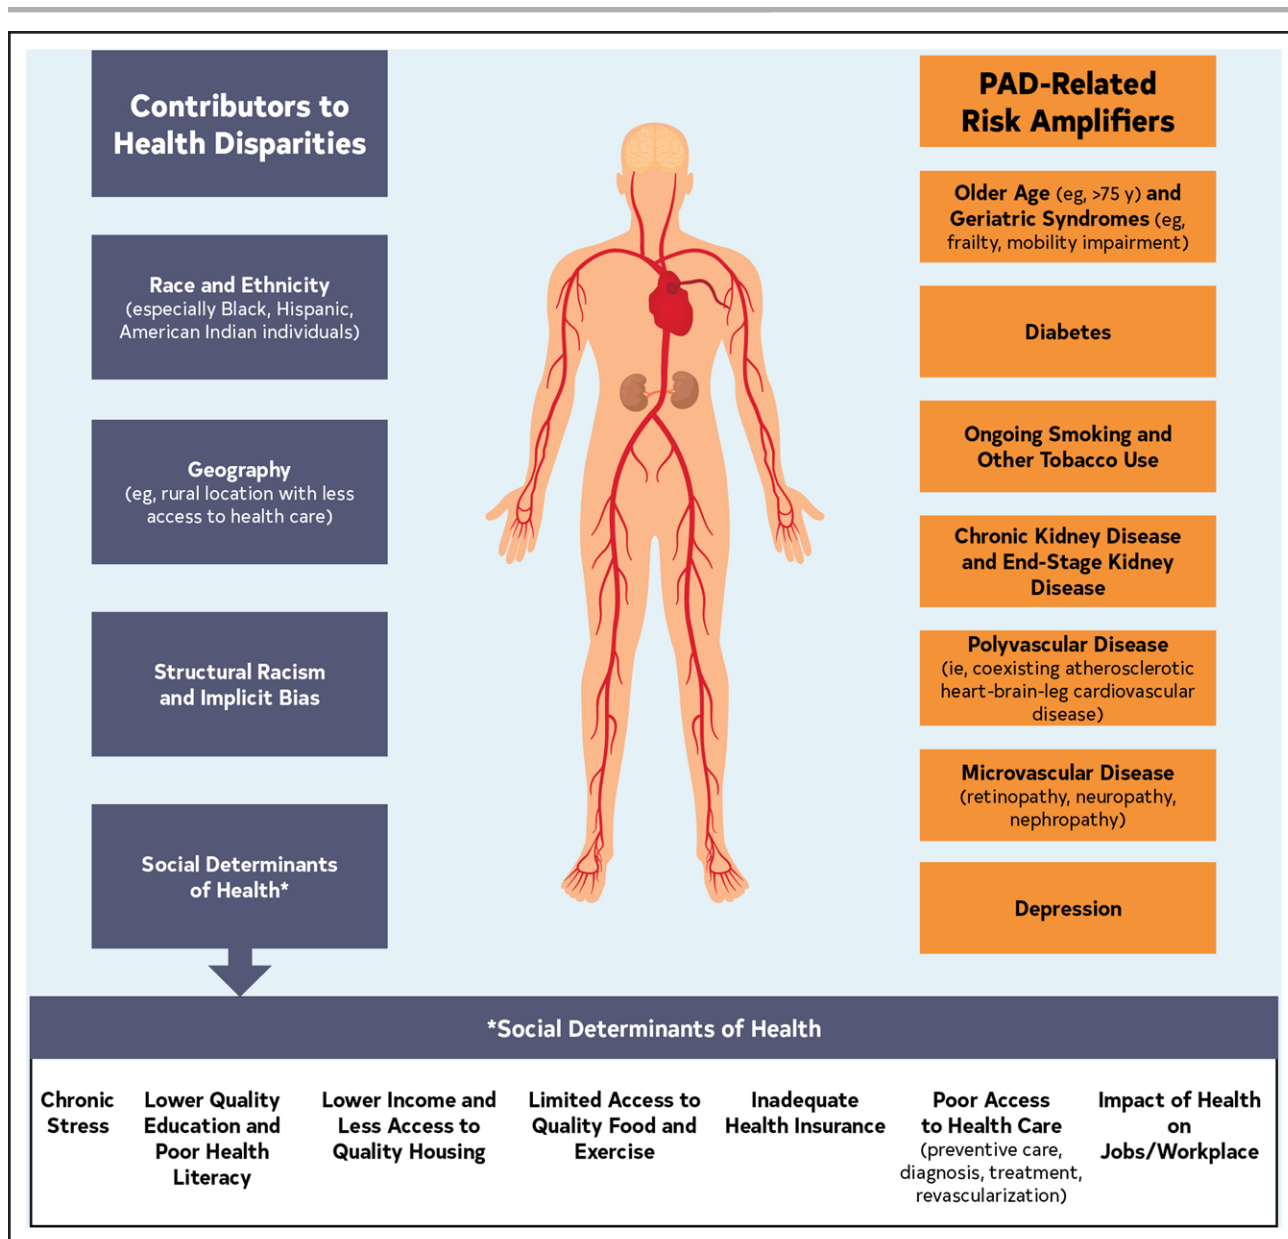 Contributors to
Health Disparities
Race and Ethnicity
(especially Black, Hispanic,
American Indian individuals)
Geography
(eg, rural location with less
access to health care)
Structural Racism
and Implicit Bias
Social Determinants
of Health*
PAD-Related
Risk Amplifiers
Older Age (eg, >75 y) and
Geriatric Syndromes (eg,
frailty, mobility impairment)
Diabetes
Ongoing Smoking and
Other Tobacco Use
Chronic Kidney Disease
and End-Stage Kidney
Disease
Polyvascular Disease
(ie, coexisting atherosclerotic
heart-brain-leg cardiovascular
disease)
Microvascular Disease
(retinopathy, neuropathy,
nephropathy)
Depression
*Social Determinants of Health
Chronic
Stress
Lower Quality
Education and
Poor Health
Literacy
Lower Income and
Less Access to
Quality Housing
Limited Access to
Quality Food and
Exercise
Inadequate
Health Insurance
Poor Access
to Health Care
(preventive care,
diagnosis, treatment,
revascularization)
Impact of Health
on
Jobs/Workplace